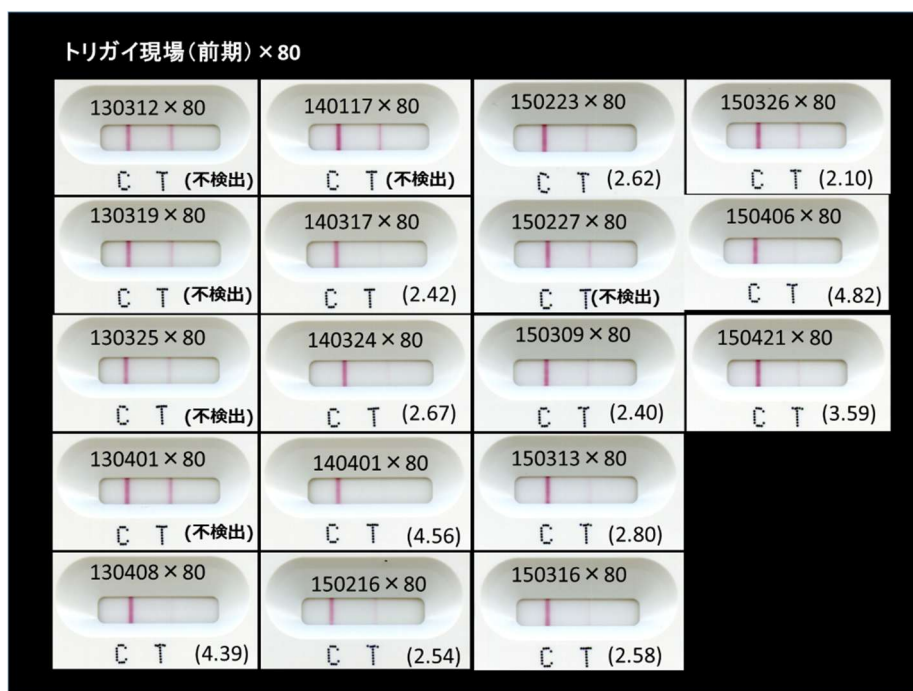 トリガイ現場（前期）×80
130312×80
C T (不検出)
140117×80
C T (不検出)
150223×80
C T (2.62)
150326×80
C T (2.10)
130319×80
C T (不検出)
140317×80
C T (2.42)
150227×80
C T(不検出)
150406×80
C T (4.82)
130325×80
C T (不検出)
140324×80
C T (2.67)
150309×80
C T (2.40)
150421×80
C T (3.59)
130401×80
C T (不検出)
140401×80
C T (4.56)
150313×80
C T (2.80)
130408×80
C T (4.39)
150216×80
C T (2.54)
150316×80
C T (2.58)